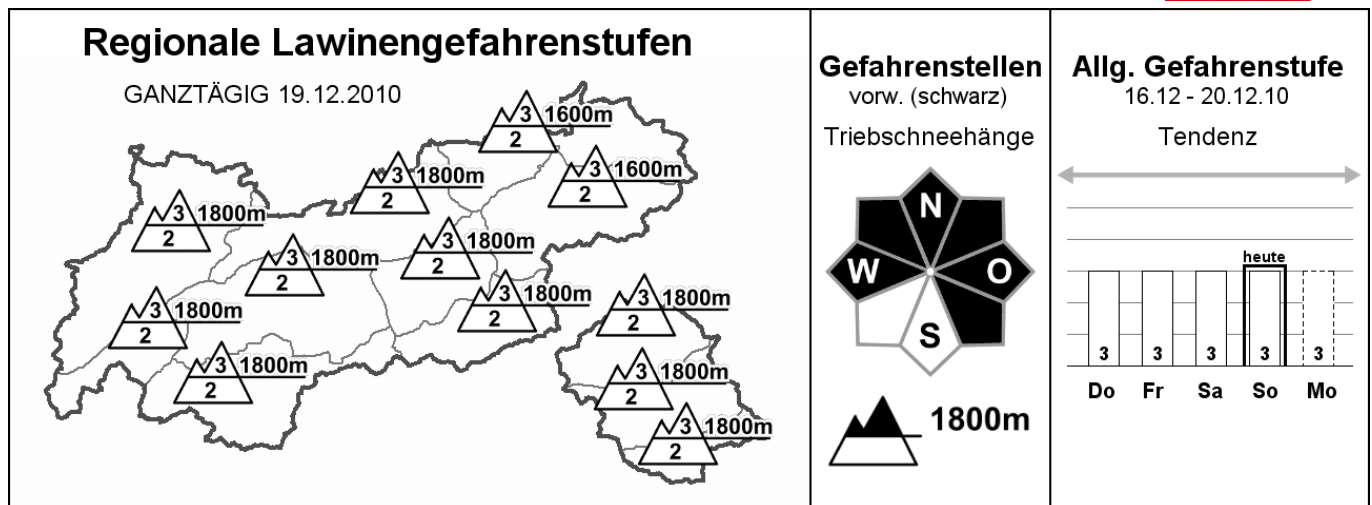 Regionale Lawinengefahrenstufen
GANZTÄGIG 19.12.2010
3 1600m
2
3 1600m
2
3 1800m
2
3 1800m
2
3 1800m
2
3 1800m
2
3 1800m
2
3 1800m
2
3 1800m
2
3 1800m
2
3 1800m
2
3 1800m
2
Gefahrenstellen
vorw. (schwarz)
Triebschneehänge
N
W O
S
1800m
Allg. Gefahrenstufe
16.12 - 20.12.10
Tendenz
heute
3 3 3 3 3
Do Fr Sa So Mo